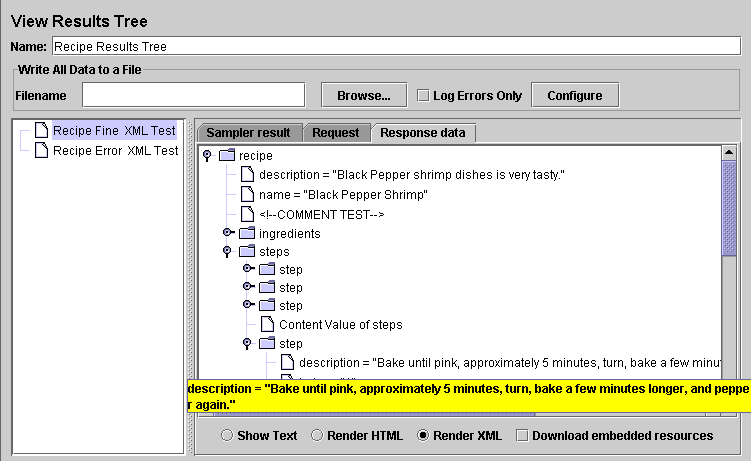 View Results Tree
Name: Recipe Results Tree
Write All Data to a File
Filename Browse... Log Errors Only Configure
Recipe Fine XML Test
Recipe Error XML Test
Sampler result Request Response data
recipe
description = "Black Pepper shrimp dishes is very tasty."
name = "Black Pepper Shrimp"
<!--COMMENT TEST-->
ingredients
steps
step
step
step
Content Value of steps
step
description = "Bake until pink, approximately 5 minutes, turn, bake a few minut
description = "Bake until pink, approximately 5 minutes, turn, bake a few minutes longer, and peppe
r again."
Show Text Render HTML Render XML Download embedded resources